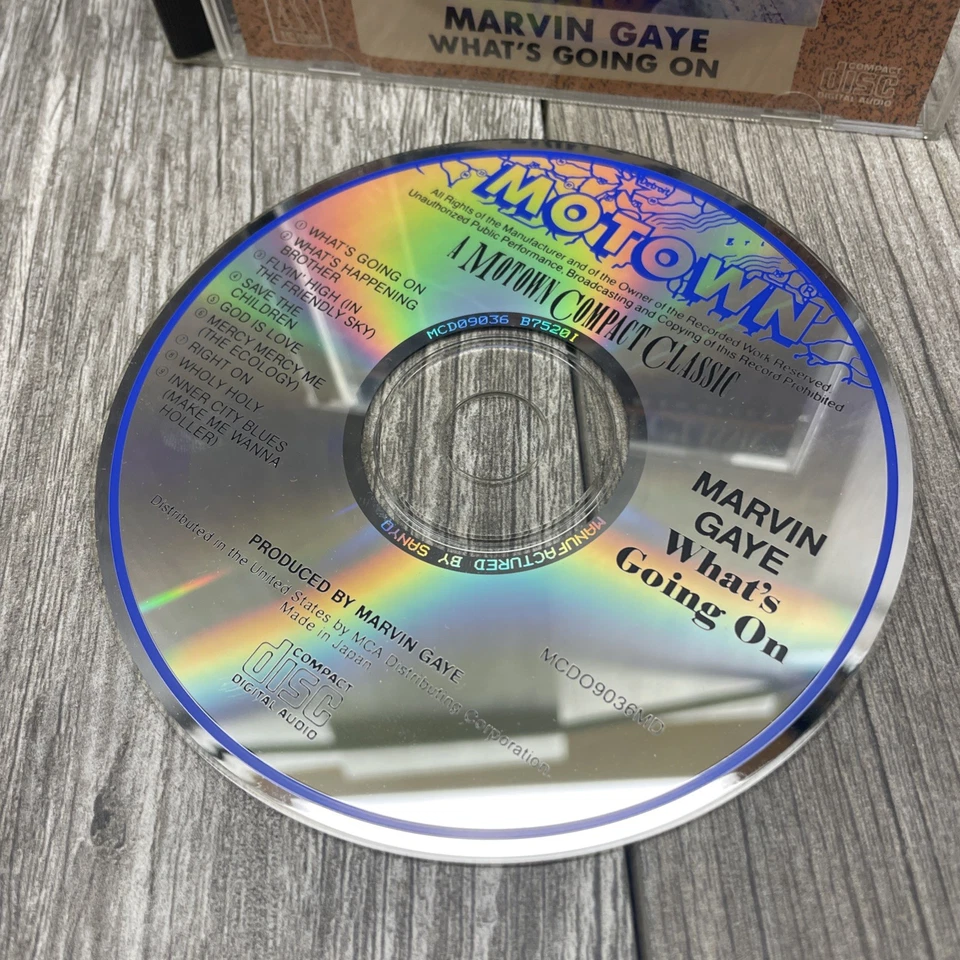 MARVIN GAYE
WHAT'S GOING ON
COMPACT
disc
DIGITAL AUDIO
Detroit
MOTOWN
®
All Rights of the Manufacturer and of the Owner of the Recorded Work Reserved
Unauthorized Public Performance, Broadcasting and Copying of this Record Prohibited
A MOTOWN COMPACT CLASSIC
1 WHAT'S GOING ON
2 WHAT'S HAPPENING
BROTHER
3 FLYIN' HIGH (IN
THE FRIENDLY SKY)
4 SAVE THE
CHILDREN
5 GOD IS LOVE
6 MERCY MERCY ME
(THE ECOLOGY)
7 RIGHT ON
8 WHOLY HOLY
9 INNER CITY BLUES
(MAKE ME WANNA
HOLLER)
MCD09036 B7520I
MANUFACTURED BY SANYO
MARVIN
GAYE
What's
Going On
PRODUCED BY MARVIN GAYE
Distributed in the United States by MCA Distributing Corporation.
Made in Japan
MCDO9036MD
COMPACT
disc
DIGITAL AUDIO